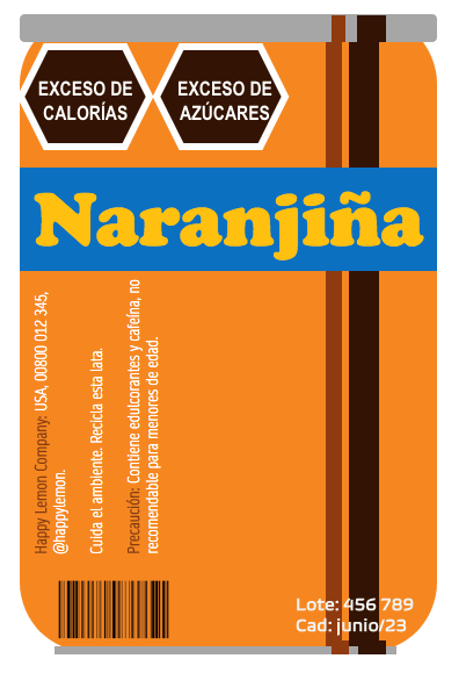 EXCESO DE
CALORÍAS
EXCESO DE
AZÚCARES
Naranjiña
Happy Lemon Company: USA, 00800 012 345,
@happylemon.
Cuida el ambiente. Recicla esta lata.
Precaución: Contiene edulcorantes y cafeína, no
recomendable para menores de edad.
Lote: 456 789
Cad: junio/23